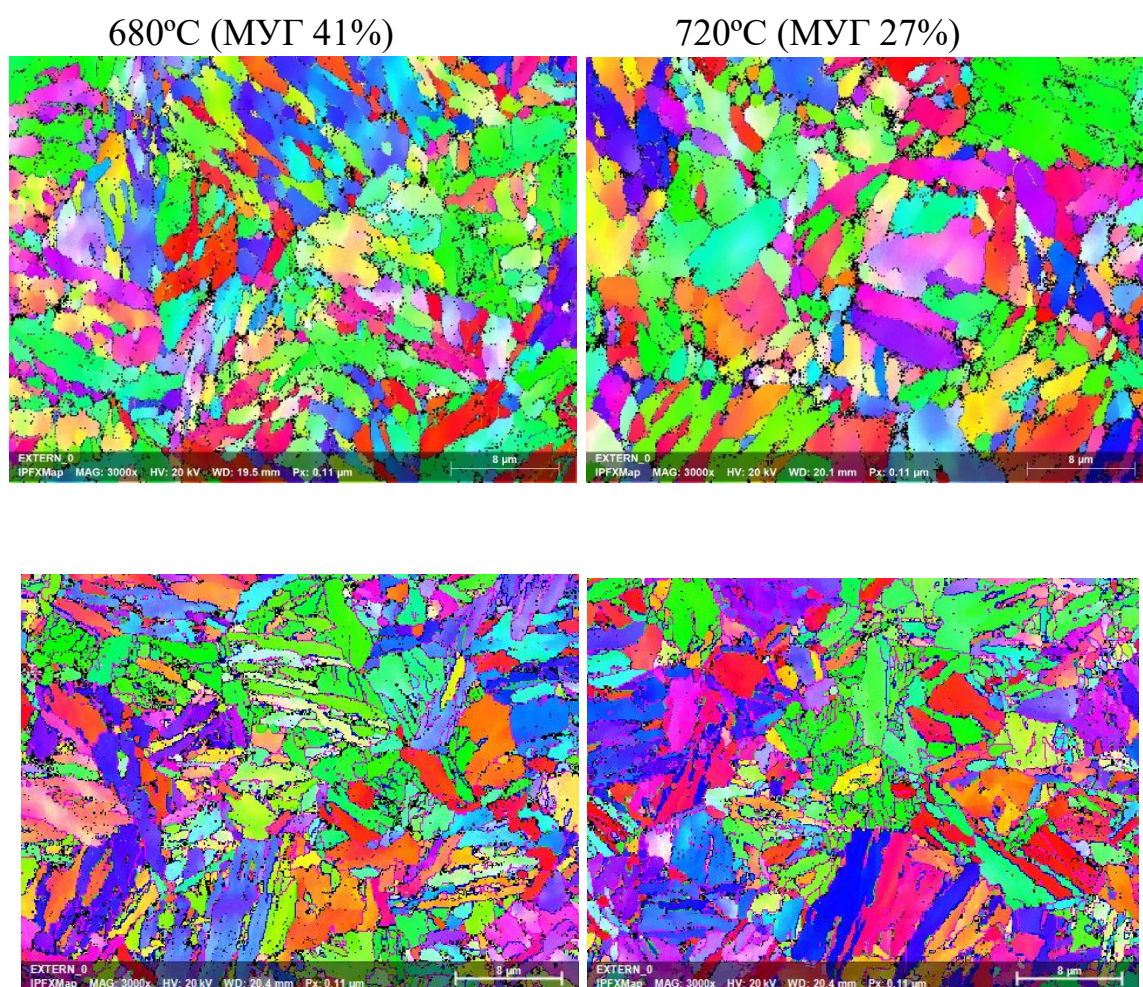 680ºC (МУГ 41%)
720ºC (МУГ 27%)
EXTERN_0
8 µm
IPFXMap MAG: 3000x HV: 20 kV WD: 19.5 mm Px: 0.11 µm
EXTERN_0
8 µm
IPFXMap MAG: 3000x HV: 20 kV WD: 20.1 mm Px: 0.11 µm
EXTERN_0
8 µm
IPFXMap MAG: 3000x HV: 20 kV WD: 20.4 mm Px: 0.11 µm
EXTERN_0
8 µm
IPFXMap MAG: 3000x HV: 20 kV WD: 20.4 mm Px: 0.11 µm